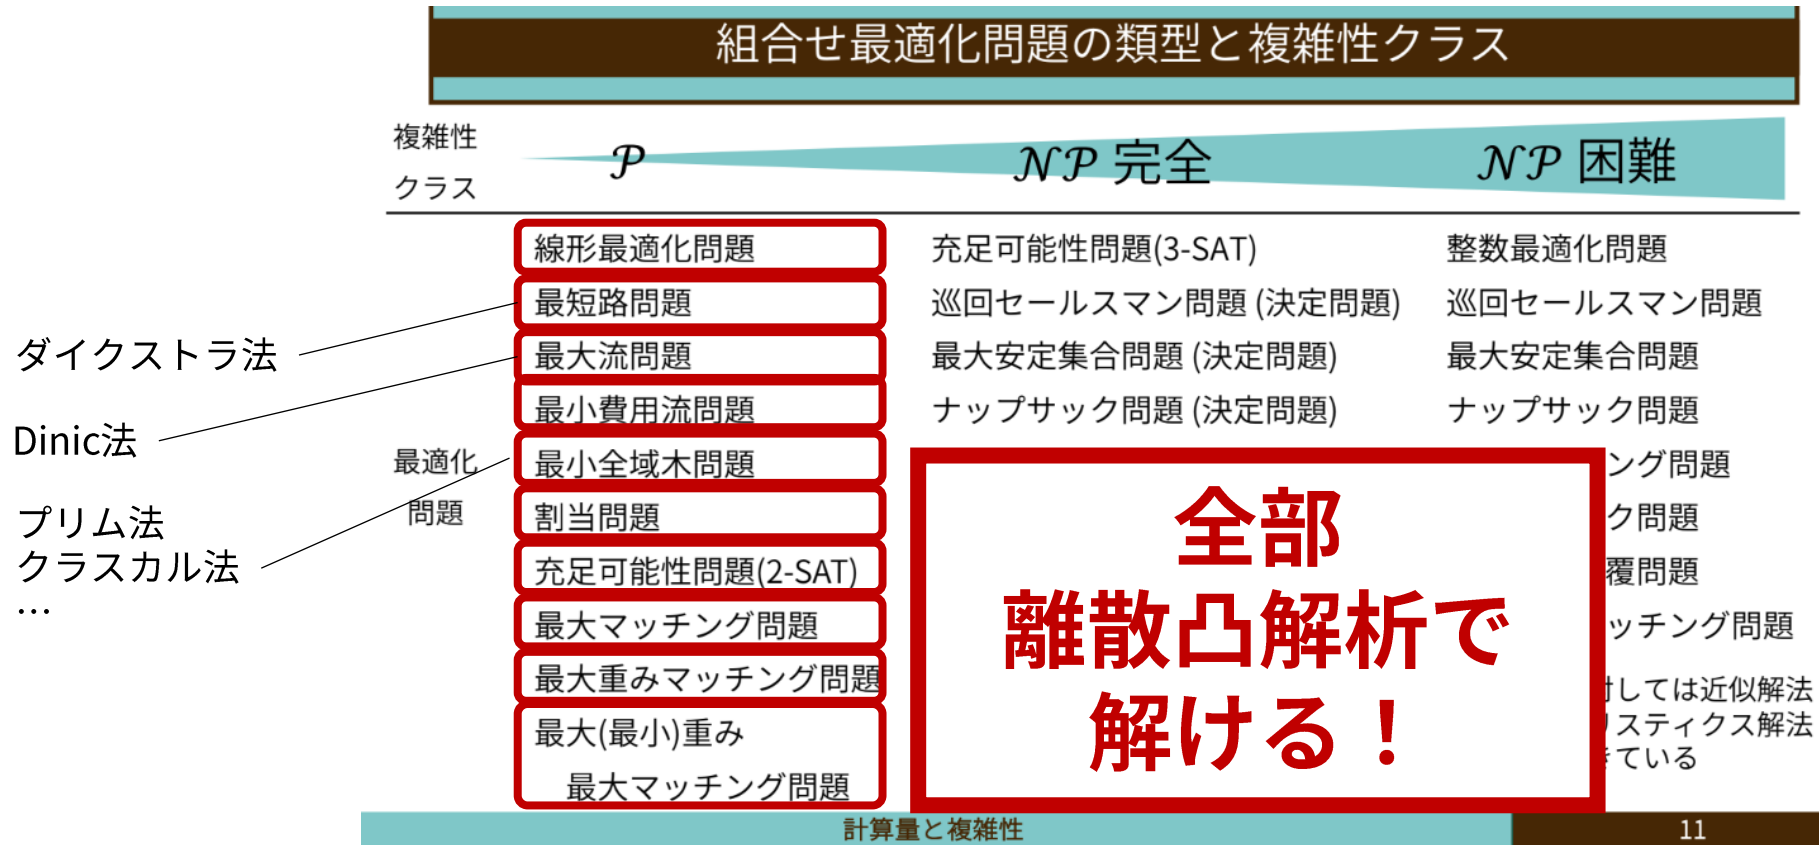 組合せ最適化問題の類型と複雑性クラス
複雑性
クラス
𝒫
𝒩𝒫 完全
𝒩𝒫 困難
ダイクストラ法
Dinic法
プリム法
クラスカル法
…
最適化
問題
線形最適化問題
最短路問題
最大流問題
最小費用流問題
最小全域木問題
割当問題
充足可能性問題(2-SAT)
最大マッチング問題
最大重みマッチング問題
最大(最小)重み
最大マッチング問題
充足可能性問題(3-SAT)
巡回セールスマン問題 (決定問題)
最大安定集合問題 (決定問題)
ナップサック問題 (決定問題)
整数最適化問題
巡回セールスマン問題
最大安定集合問題
ナップサック問題
ング問題
ク問題
覆問題
ッチング問題
しては近似解法
リスティクス解法
ている
全部
離散凸解析で
解ける！
計算量と複雑性
11